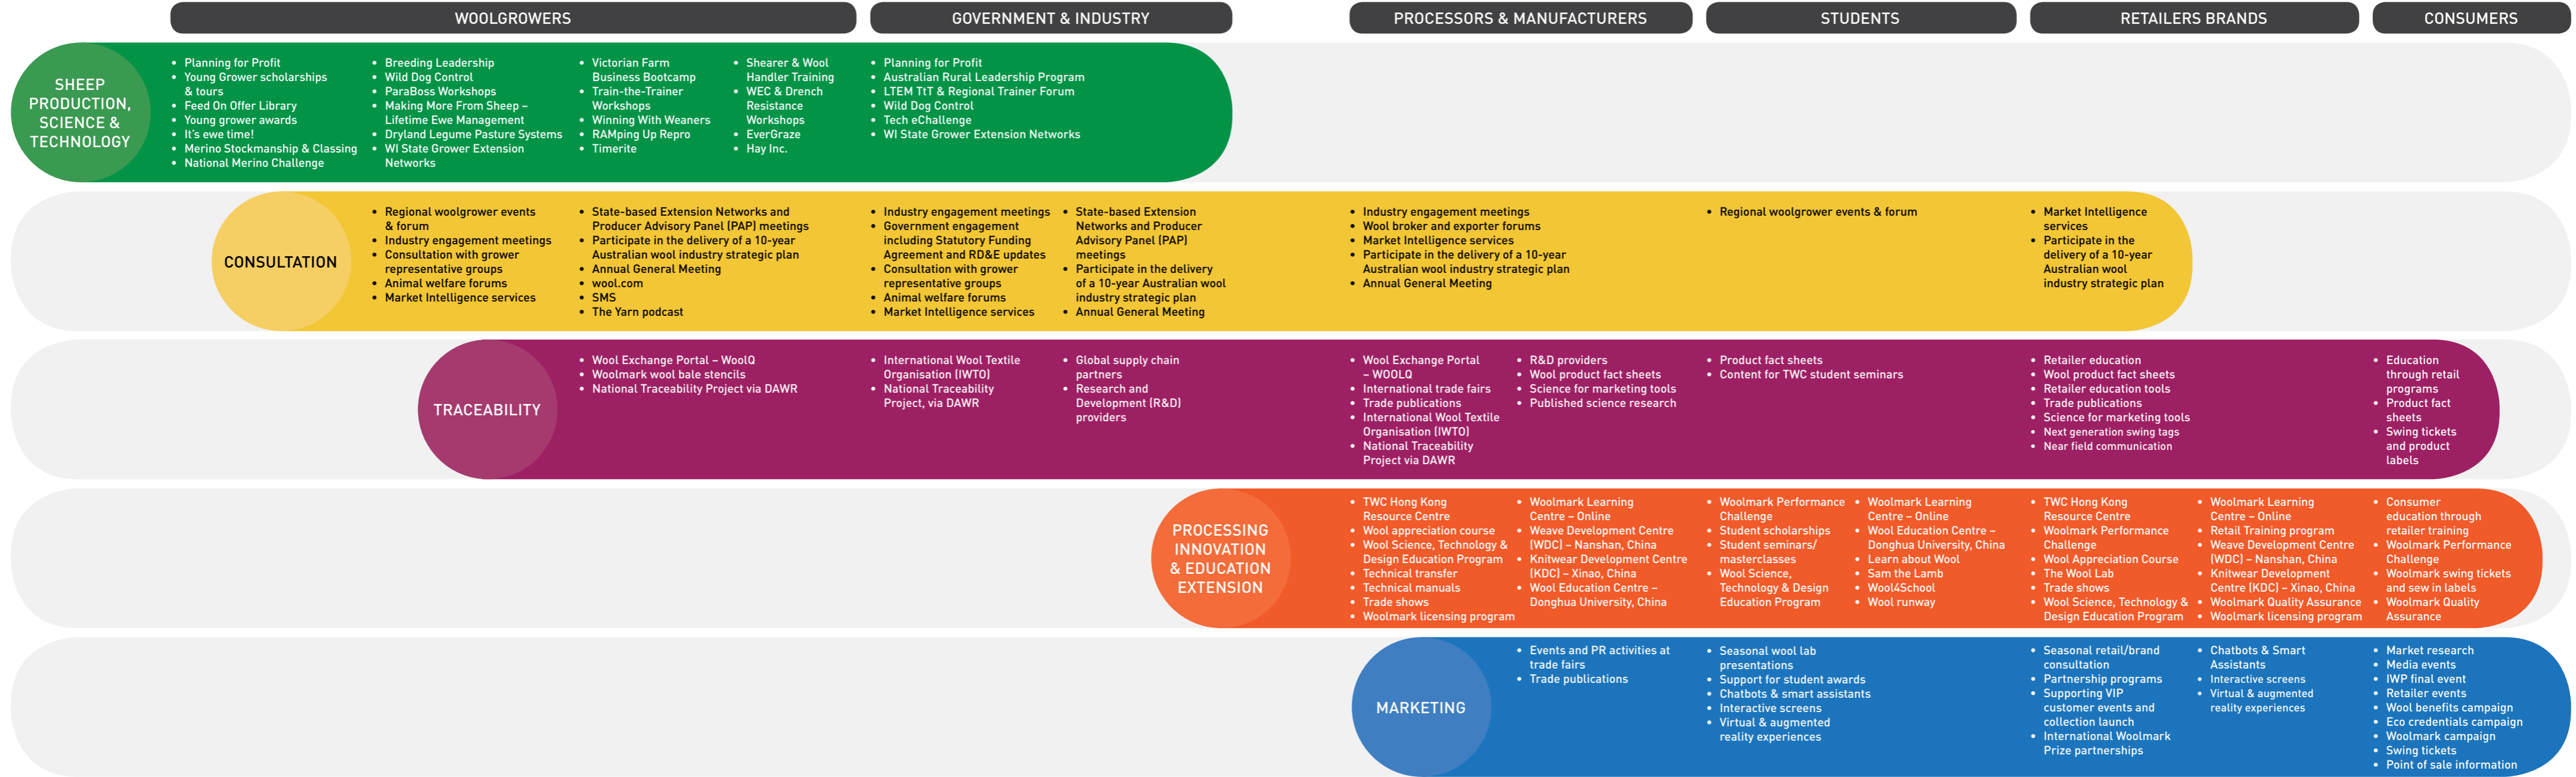 WOOLGROWERS
GOVERNMENT & INDUSTRY
PROCESSORS & MANUFACTURERS
STUDENTS
RETAILERS BRANDS
CONSUMERS
SHEEP
PRODUCTION,
SCIENCE &
TECHNOLOGY
• Planning for Profit
• Young Grower scholarships
& tours
• Feed On Offer Library
• Young grower awards
• It's ewe time!
• Merino Stockmanship & Classing
• National Merino Challenge
• Breeding Leadership
• Wild Dog Control
• ParaBoss Workshops
• Making More From Sheep –
Lifetime Ewe Management
• Dryland Legume Pasture Systems
• WI State Grower Extension
Networks
• Victorian Farm
Business Bootcamp
• Train-the-Trainer
Workshops
• Winning With Weaners
• RAMping Up Repro
• Timerite
• Shearer & Wool
Handler Training
• WEC & Drench
Resistance
Workshops
• EverGraze
• Hay Inc.
• Planning for Profit
• Australian Rural Leadership Program
• LTEM TtT & Regional Trainer Forum
• Wild Dog Control
• Tech eChallenge
• WI State Grower Extension Networks
CONSULTATION
• Regional woolgrower events
& forum
• Industry engagement meetings
• Consultation with grower
representative groups
• Animal welfare forums
• Market Intelligence services
• State-based Extension Networks and
Producer Advisory Panel (PAP) meetings
• Participate in the delivery of a 10-year
Australian wool industry strategic plan
• Annual General Meeting
• wool.com
• SMS
• The Yarn podcast
• Industry engagement meetings
• Government engagement
including Statutory Funding
Agreement and RD&E updates
• Consultation with grower
representative groups
• Animal welfare forums
• Market Intelligence services
• State-based Extension
Networks and Producer
Advisory Panel (PAP)
meetings
• Participate in the delivery
of a 10-year Australian wool
industry strategic plan
• Annual General Meeting
• Industry engagement meetings
• Wool broker and exporter forums
• Market Intelligence services
• Participate in the delivery of a 10-year
Australian wool industry strategic plan
• Annual General Meeting
• Regional woolgrower events & forum
• Market Intelligence
services
• Participate in the
delivery of a 10-year
Australian wool
industry strategic plan
TRACEABILITY
• Wool Exchange Portal – WoolQ
• Woolmark wool bale stencils
• National Traceability Project via DAWR
• International Wool Textile
Organisation (IWTO)
• National Traceability
Project, via DAWR
• Global supply chain
partners
• Research and
Development (R&D)
providers
• Wool Exchange Portal
– WOOLQ
• International trade fairs
• Trade publications
• International Wool Textile
Organisation (IWTO)
• National Traceability
Project via DAWR
• R&D providers
• Wool product fact sheets
• Science for marketing tools
• Published science research
• Product fact sheets
• Content for TWC student seminars
• Retailer education
• Wool product fact sheets
• Retailer education tools
• Trade publications
• Science for marketing tools
• Next generation swing tags
• Near field communication
• Education
through retail
programs
• Product fact
sheets
• Swing tickets
and product
labels
PROCESSING
INNOVATION
& EDUCATION
EXTENSION
• TWC Hong Kong
Resource Centre
• Wool appreciation course
• Wool Science, Technology &
Design Education Program
• Technical transfer
• Technical manuals
• Trade shows
• Woolmark licensing program
• Woolmark Learning
Centre – Online
• Weave Development Centre
(WDC) – Nanshan, China
• Knitwear Development Centre
(KDC) – Xinao, China
• Wool Education Centre –
Donghua University, China
• Woolmark Performance
Challenge
• Student scholarships
• Student seminars/
masterclasses
• Wool Science,
Technology & Design
Education Program
• Woolmark Learning
Centre – Online
• Wool Education Centre –
Donghua University, China
• Learn about Wool
• Sam the Lamb
• Wool4School
• Wool runway
• TWC Hong Kong
Resource Centre
• Woolmark Performance
Challenge
• Wool Appreciation Course
• The Wool Lab
• Trade shows
• Wool Science, Technology &
Design Education Program
• Woolmark Learning
Centre – Online
• Retail Training program
• Weave Development Centre
(WDC) – Nanshan, China
• Knitwear Development
Centre (KDC) – Xinao, China
• Woolmark Quality Assurance
• Woolmark licensing program
• Consumer
education through
retailer training
• Woolmark Performance
Challenge
• Woolmark swing tickets
and sew in labels
• Woolmark Quality
Assurance
MARKETING
• Events and PR activities at
trade fairs
• Trade publications
• Seasonal wool lab
presentations
• Support for student awards
• Chatbots & smart assistants
• Interactive screens
• Virtual & augmented
reality experiences
• Seasonal retail/brand
consultation
• Partnership programs
• Supporting VIP
customer events and
collection launch
• International Woolmark
Prize partnerships
• Chatbots & Smart
Assistants
• Interactive screens
• Virtual & augmented
reality experiences
• Market research
• Media events
• IWP final event
• Retailer events
• Wool benefits campaign
• Eco credentials campaign
• Woolmark campaign
• Swing tickets
• Point of sale information